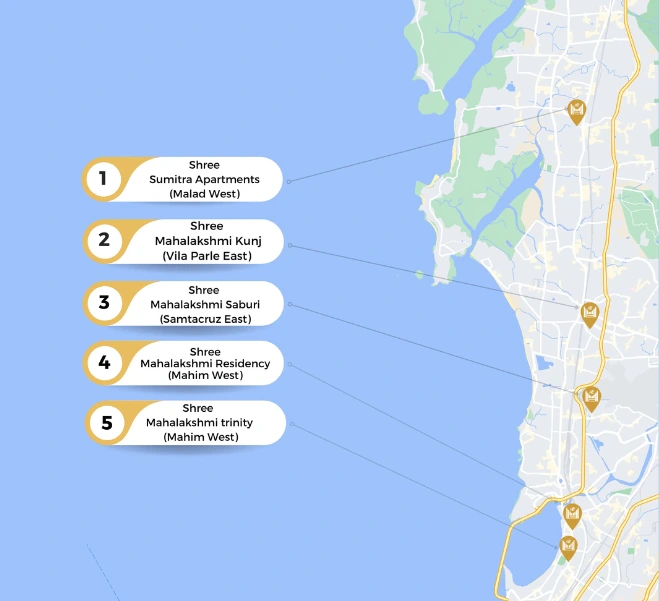 1
Shree
Sumitra Apartments
(Malad West)
2
Shree
Mahalakshmi Kunj
(Vila Parle East)
3
Shree
Mahalakshmi Saburi
(Samtacruz East)
4
Shree
Mahalakshmi Residency
(Mahim West)
5
Shree
Mahalakshmi trinity
(Mahim West)